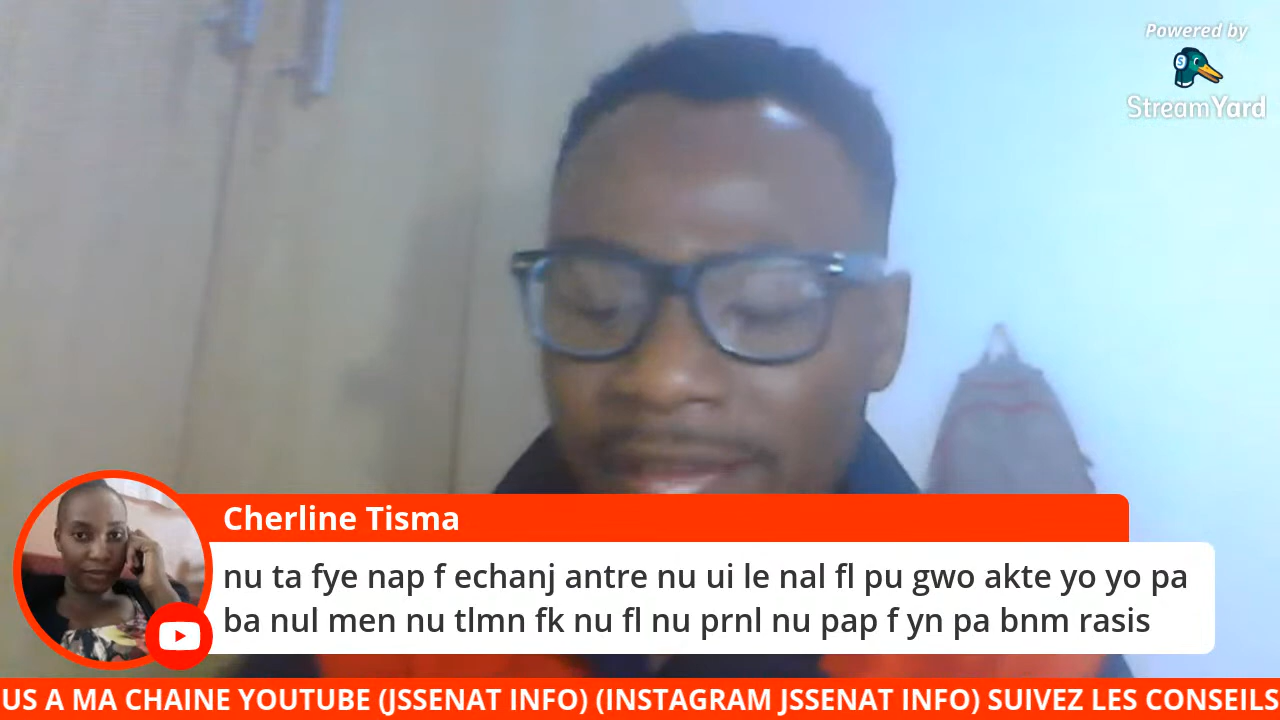 Powered by
StreamYard
Cherline Tisma
nu ta fye nap f echanj antre nu ui le nal fl pu gwo akte yo yo pa
ba nul men nu tlmn fk nu fl nu prnl nu pap f yn pa bnm rasis
US A MA CHAINE YOUTUBE (JSSENAT INFO) (INSTAGRAM JSSENAT INFO) SUIVEZ LES CONSEILS